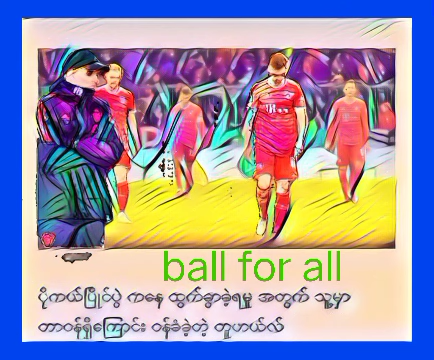 ball for all
ပိုကယ်ပြိုင်ပွဲ ကနေ ထွက်ခွာခဲ့ရမှု အတွက် သူ့မှာ
တာဝန်ရှိကြောင်း ဝန်ခံခဲ့တဲ့ တူဟယ်လ်